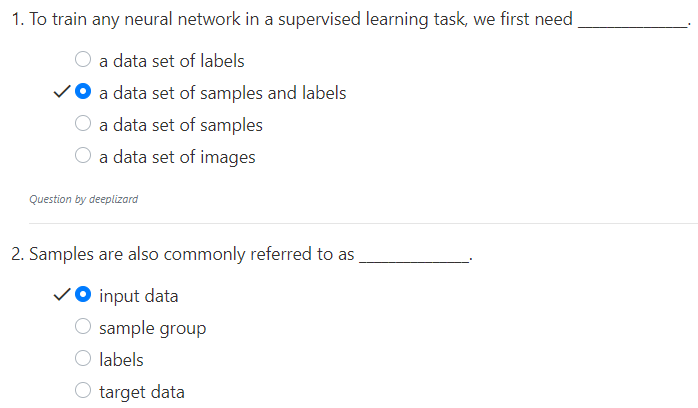 1. To train any neural network in a supervised learning task, we first need _______________.
a data set of labels
a data set of samples and labels
a data set of samples
a data set of images
Question by deeplizard
2. Samples are also commonly referred to as _______________.
input data
sample group
labels
target data